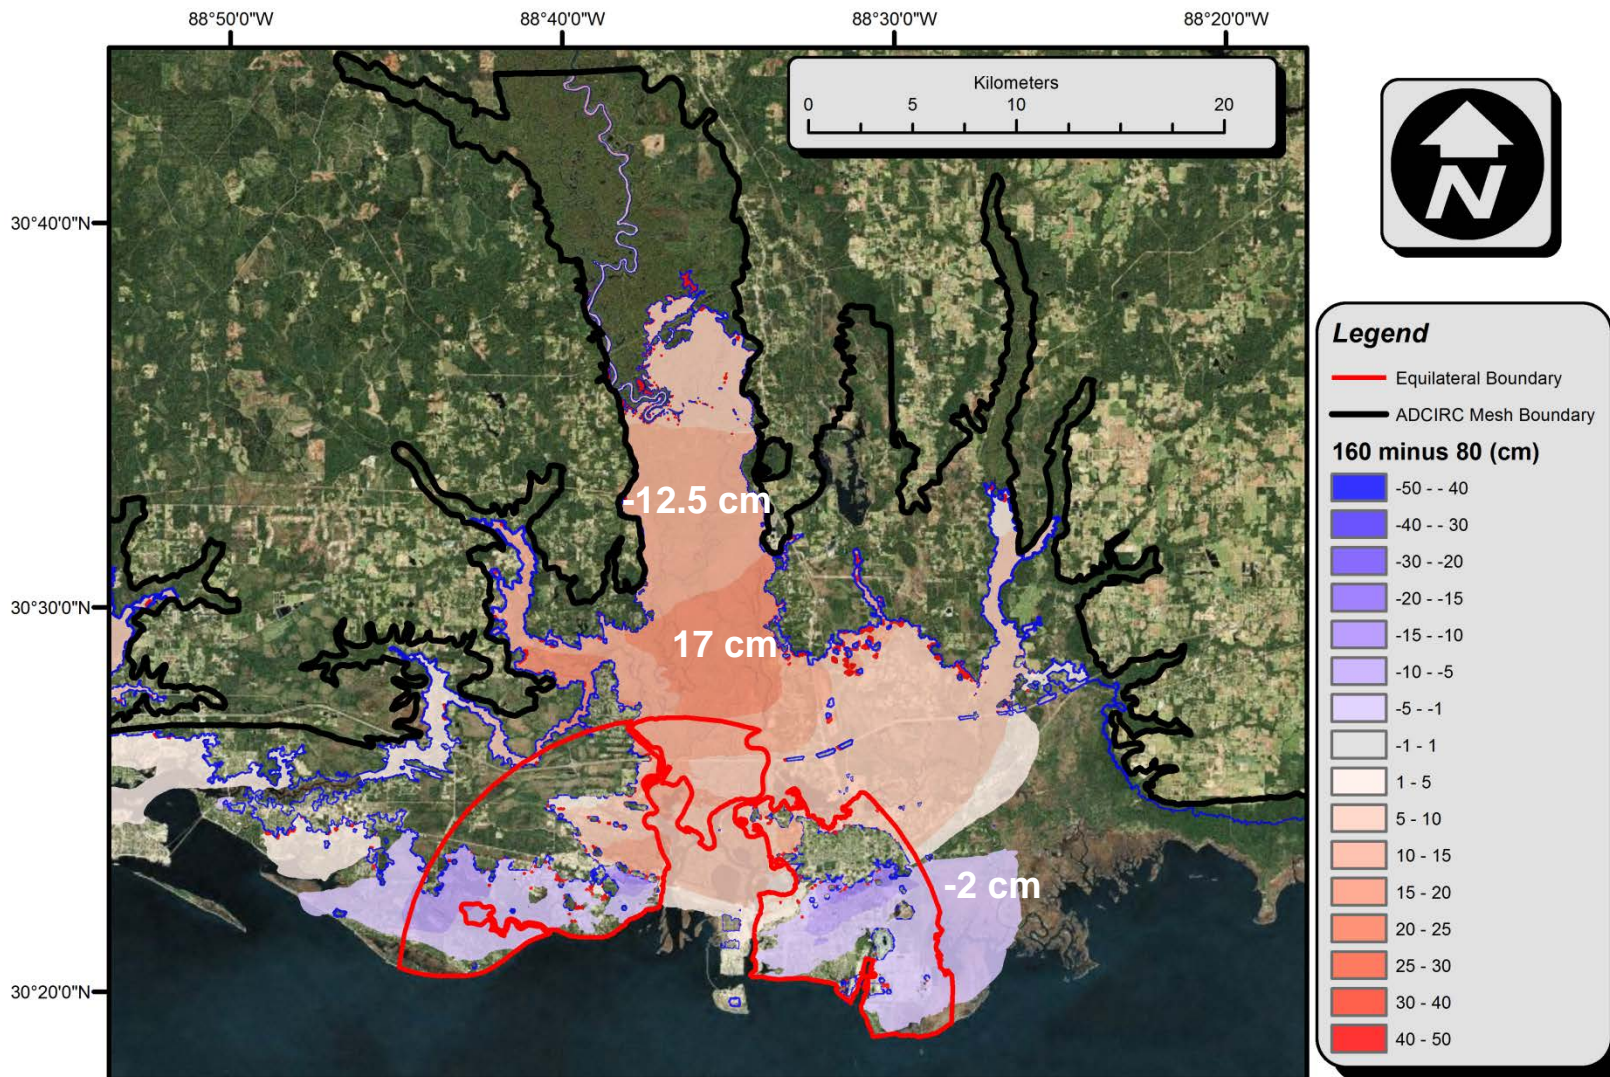 88°50'0"W 88°40'0"W 88°30'0"W 88°20'0"W
Kilometers
0 5 10 20
N
30°40'0"N
30°30'0"N
30°20'0"N
-12.5 cm
17 cm
-2 cm
Legend
Equilateral Boundary
ADCIRC Mesh Boundary
160 minus 80 (cm)
-50 - - 40
-40 - - 30
-30 - -20
-20 - -15
-15 - -10
-10 - -5
-5 - -1
-1 - 1
1 - 5
5 - 10
10 - 15
15 - 20
20 - 25
25 - 30
30 - 40
40 - 50